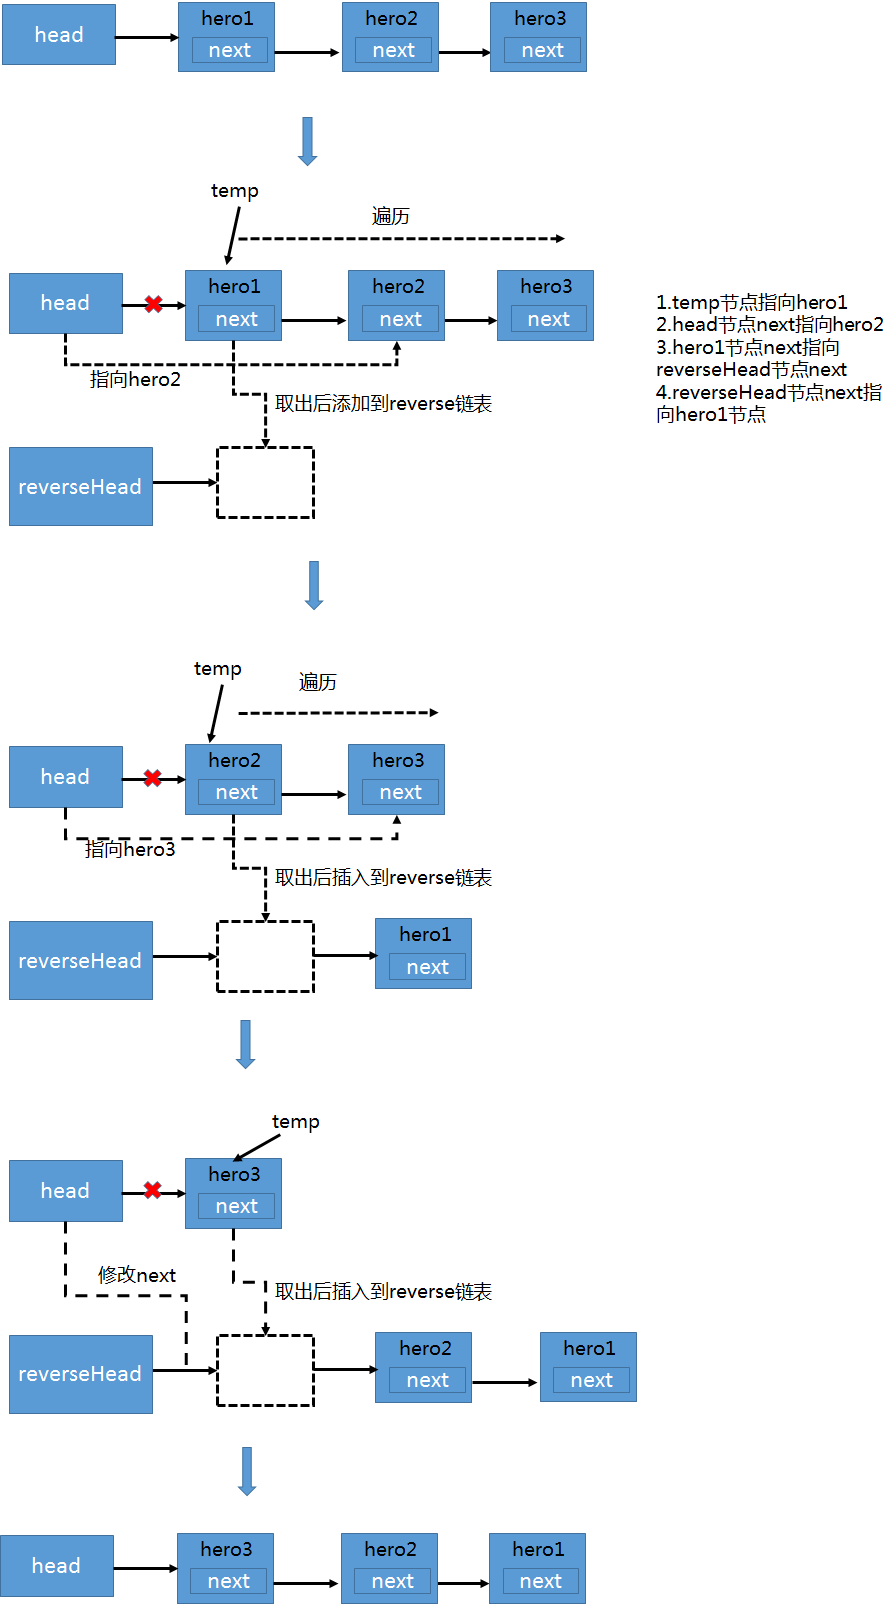 head
hero1
next
hero2
next
hero3
next
temp
遍历
head
hero1
next
hero2
next
hero3
next
指向hero2
取出后添加到reverse链表
reverseHead
1.temp节点指向hero1
2.head节点next指向hero2
3.hero1节点next指向
reverseHead节点next
4.reverseHead节点next指
向hero1节点
temp
遍历
head
hero2
next
hero3
next
指向hero3
取出后插入到reverse链表
reverseHead
hero1
next
temp
head
hero3
next
修改next
取出后插入到reverse链表
reverseHead
hero2
next
hero1
next
head
hero3
next
hero2
next
hero1
next